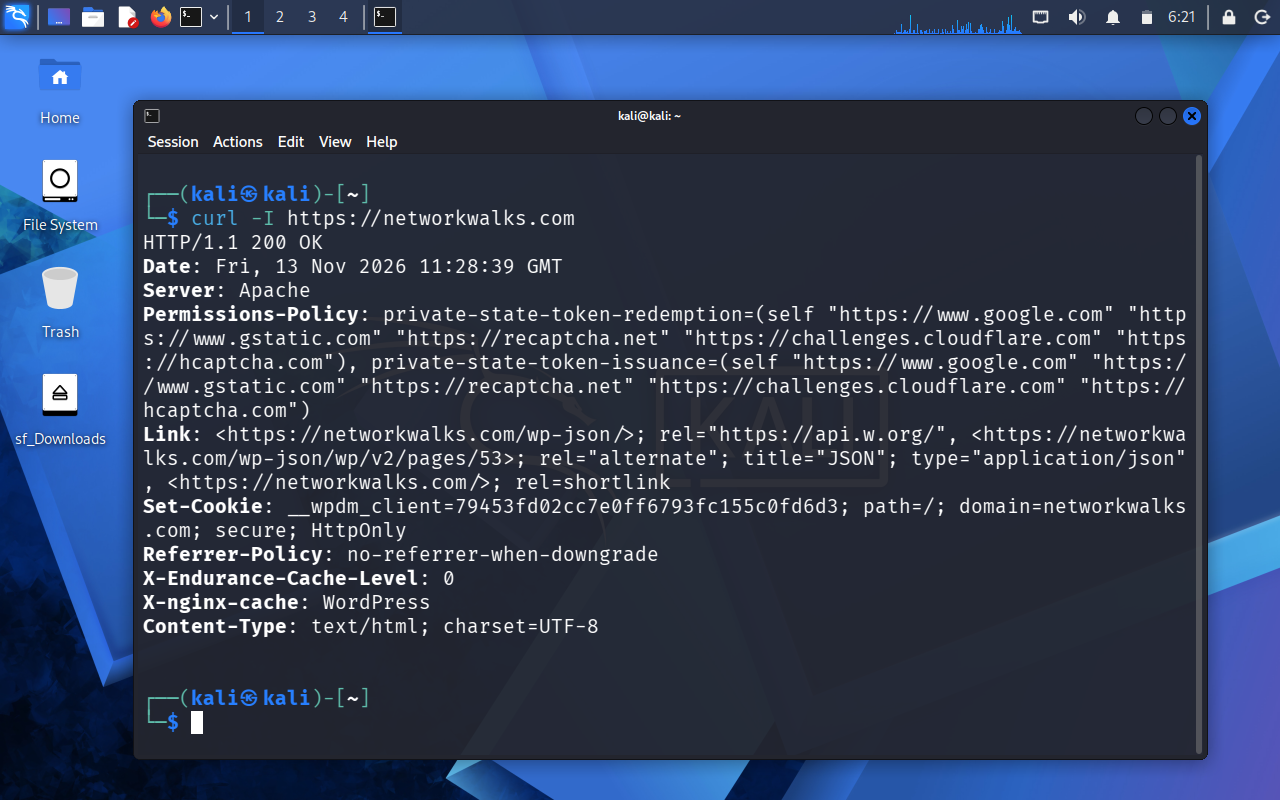 1 2 3 4 6:21
Home
File System
Trash
sf_Downloads
kali@kali: ~
Session Actions Edit View Help
┌──(kali㉿kali)-[~]
└─$ curl -I https://networkwalks.com
HTTP/1.1 200 OK
Date: Fri, 13 Nov 2026 11:28:39 GMT
Server: Apache
Permissions-Policy: private-state-token-redemption=(self "https://www.google.com" "http
s://www.gstatic.com" "https://recaptcha.net" "https://challenges.cloudflare.com" "https
://hcaptcha.com"), private-state-token-issuance=(self "https://www.google.com" "https:/
/www.gstatic.com" "https://recaptcha.net" "https://challenges.cloudflare.com" "https://
hcaptcha.com")
Link: <https://networkwalks.com/wp-json/>; rel="https://api.w.org/", <https://networkwa
lks.com/wp-json/wp/v2/pages/53>; rel="alternate"; title="JSON"; type="application/json"
, <https://networkwalks.com/>; rel=shortlink
Set-Cookie: __wpdm_client=79453fd02cc7e0ff6793fc155c0fd6d3; path=/; domain=networkwalks
.com; secure; HttpOnly
Referrer-Policy: no-referrer-when-downgrade
X-Endurance-Cache-Level: 0
X-nginx-cache: WordPress
Content-Type: text/html; charset=UTF-8
┌──(kali㉿kali)-[~]
└─$
KALI